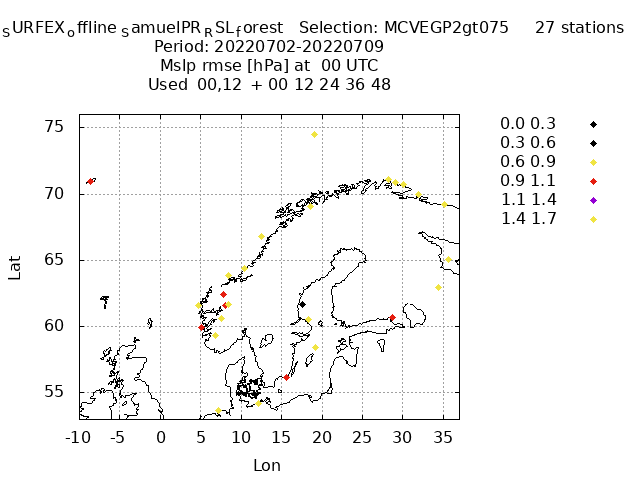 SURFEXoffline SamuelPRRSLforest   Selection: MCVEGP2gt075     27 stations
Period: 20220702-20220709
Mslp rmse [hPa] at  00 UTC
Used  00,12  + 00 12 24 36 48
0.0 0.3
0.3 0.6
0.6 0.9
0.9 1.1
1.1 1.4
1.4 1.7
75
70
65
60
55
Lat
-10 -5 0 5 10 15 20 25 30 35
Lon